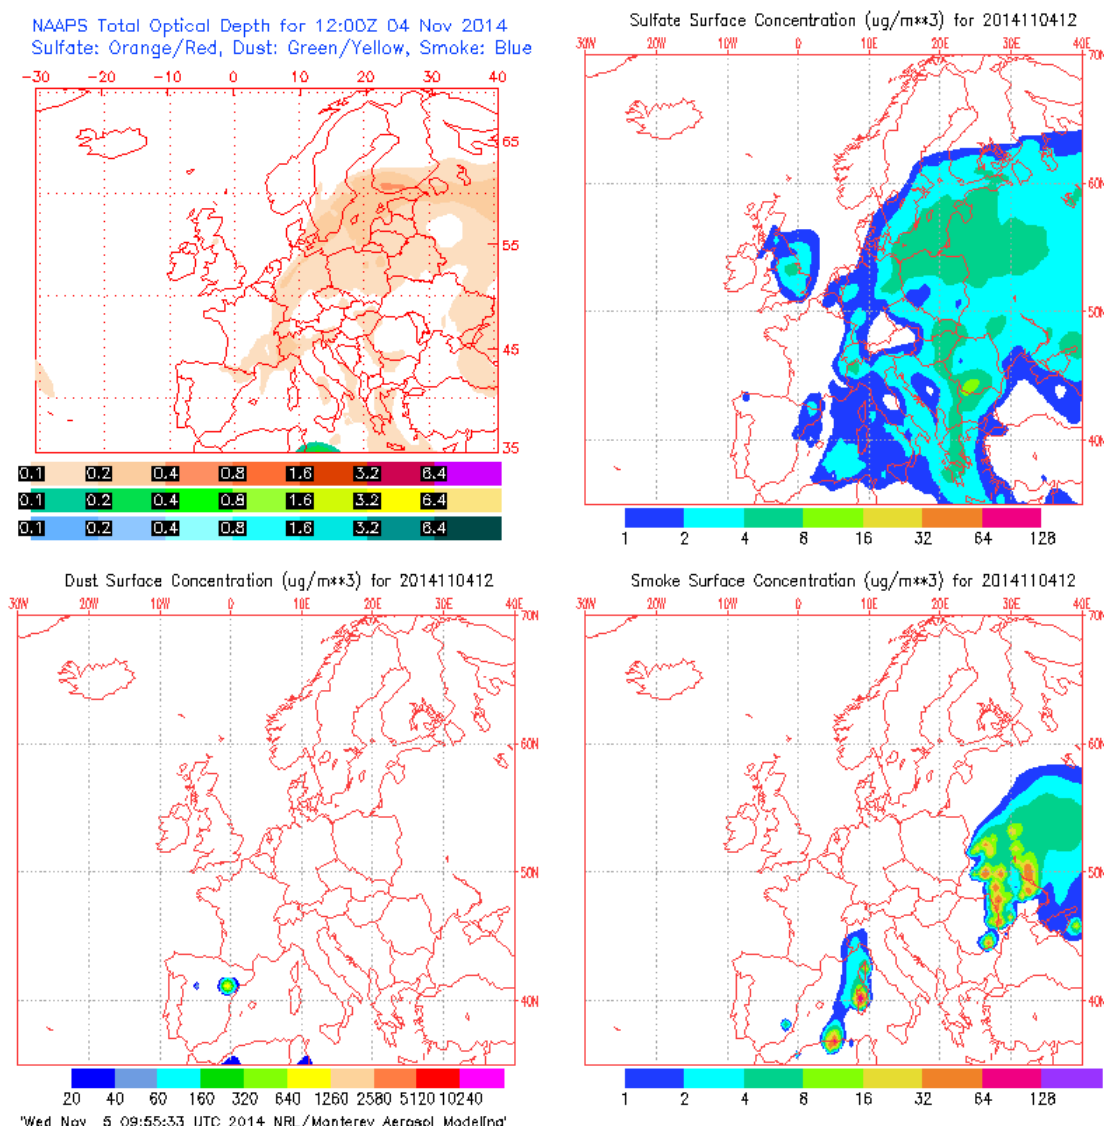 NAAPS Total Optical Depth for 12:00Z 04 Nov 2014
Sulfate: Orange/Red, Dust: Green/Yellow, Smoke: Blue
-30 -20 -10 0 10 20 30 40
65
55
45
35
0.1 0.2 0.4 0.8 1.6 3.2 6.4
0.1 0.2 0.4 0.8 1.6 3.2 6.4
0.1 0.2 0.4 0.8 1.6 3.2 6.4
Sulfate Surface Concentration (ug/m**3) for 2014110412
30W 20W 10W 0 10E 20E 30E 40E
70N
60N
50N
40N
1 2 4 8 16 32 64 128
Dust Surface Concentration (ug/m**3) for 2014110412
30W 20W 10W 0 10E 20E 30E 40E
70N
60N
50N
40N
20 40 60 160 320 640 1260 2560 5120 10240
'Wed Nov 5 09:55:33 UTC 2014 NRL/Monterey Aerosol Modeling'
Smoke Surface Concentration (ug/m**3) for 2014110412
30W 20W 10W 0 10E 20E 30E 40E
70N
60N
50N
40N
1 2 4 8 16 32 64 128